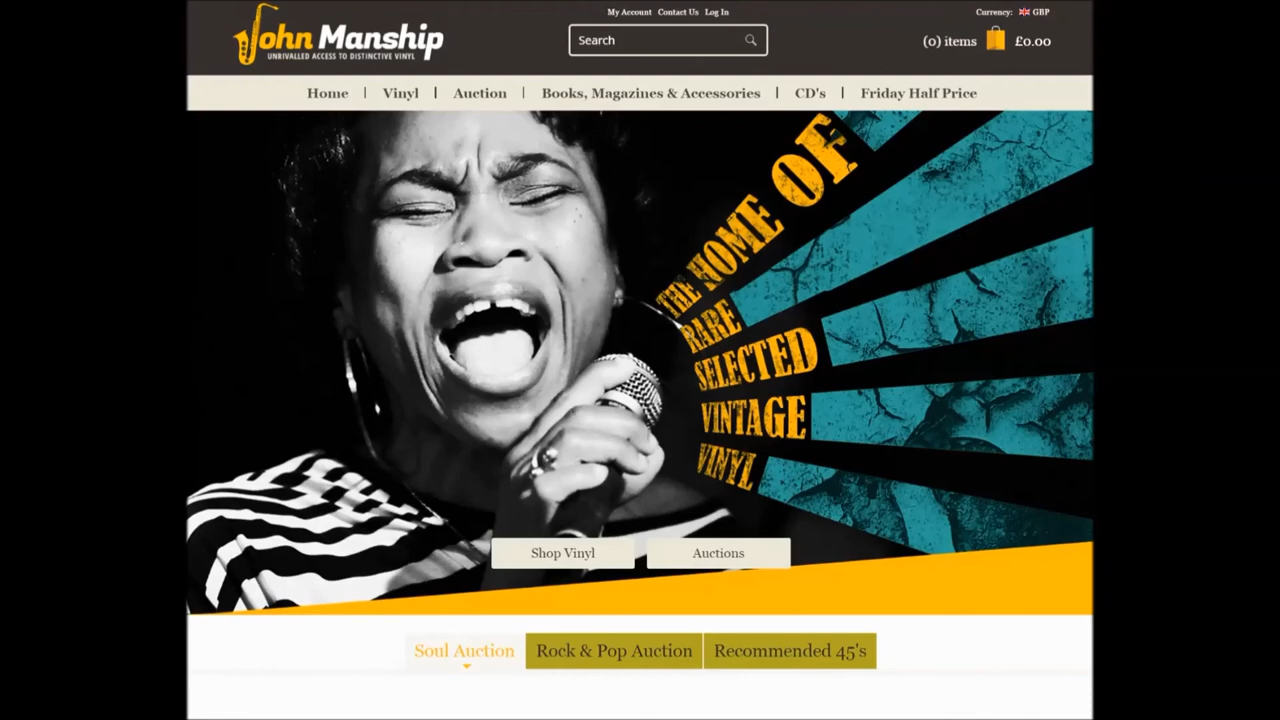 My Account Contact Us Log In
Currency: GBP
John Manship
UNRIVALLED ACCESS TO DISTINCTIVE VINYL
Search
(0) items £0.00
Home | Vinyl | Auction | Books, Magazines & Accessories | CD's | Friday Half Price
THE HOME OF
RARE
SELECTED
VINTAGE
VINYL
Shop Vinyl
Auctions
Soul Auction
Rock & Pop Auction
Recommended 45's